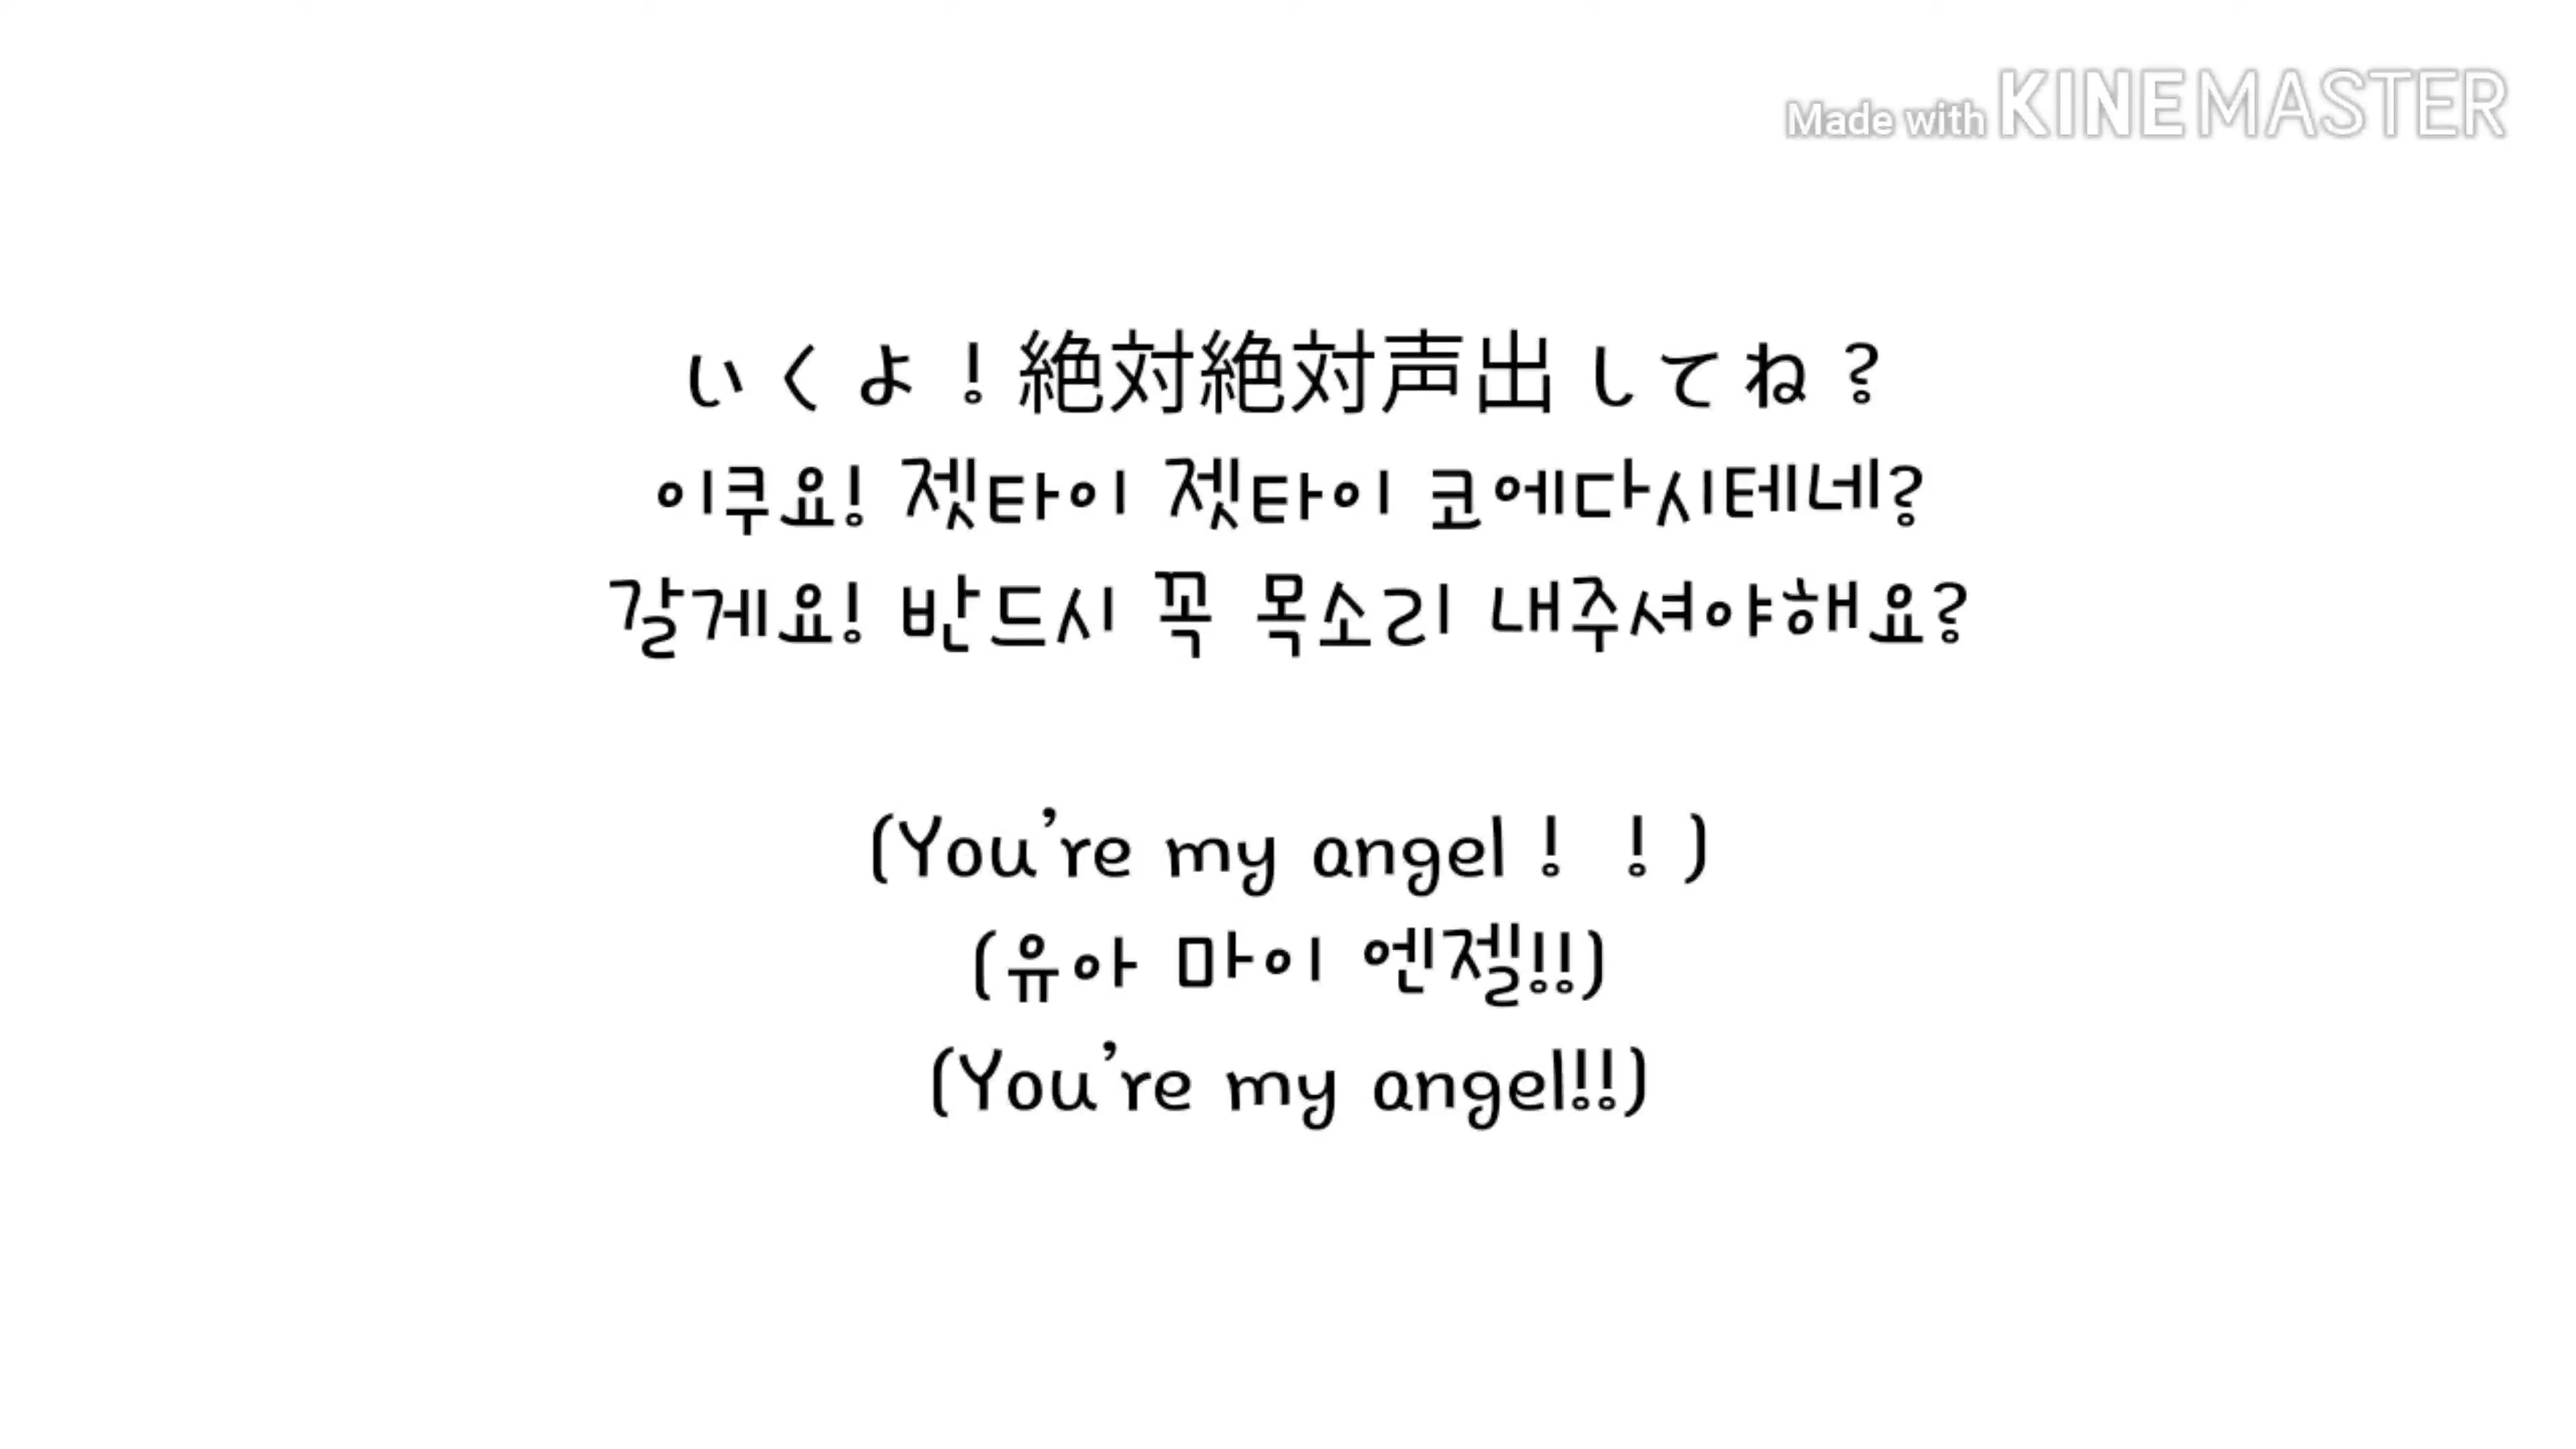 Made with KINEMASTER
いくよ！絶対絶対声出してね？
이쿠요! 젯타이 젯타이 코에다시테네?
갈게요! 반드시 꼭 목소리 내주셔야해요?
(You’re my angel！！)
(유아 마이 엔젤!!)
(You’re my angel!!)